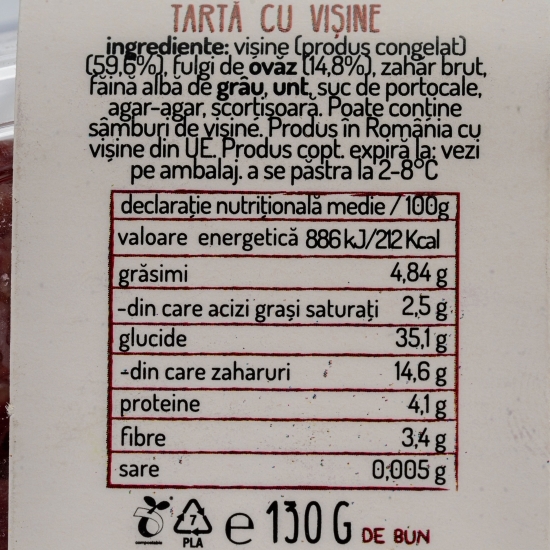 TARTĂ CU VIȘINE
ingrediente: vișine (produs congelat)
(59,6%), fulgi de ovăz (14,8%), zahăr brut,
făină albă de grâu, unt, suc de portocale,
agar-agar, scorțișoară. Poate conține
sâmburi de vișine. Produs în România cu
vișine din UE. Produs copt. expiră la: vezi
pe ambalaj. a se păstra la 2-8°C
declarație nutrițională medie / 100g
valoare energetică 886 kJ/212 Kcal
grăsimi 4,84 g
-din care acizi grași saturați 2,5 g
glucide 35,1 g
-din care zaharuri 14,6 g
proteine 4,1 g
fibre 3,4 g
sare 0,005 g
7 e 130 G DE BUN
PLA